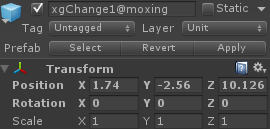 xgChange1@moxing Static
Tag Untagged Layer Unit
Prefab Select Revert Apply
Transform
Position X 1.74 Y -2.56 Z 10.126
Rotation X 0 Y 0 Z 0
Scale X 1 Y 1 Z 1